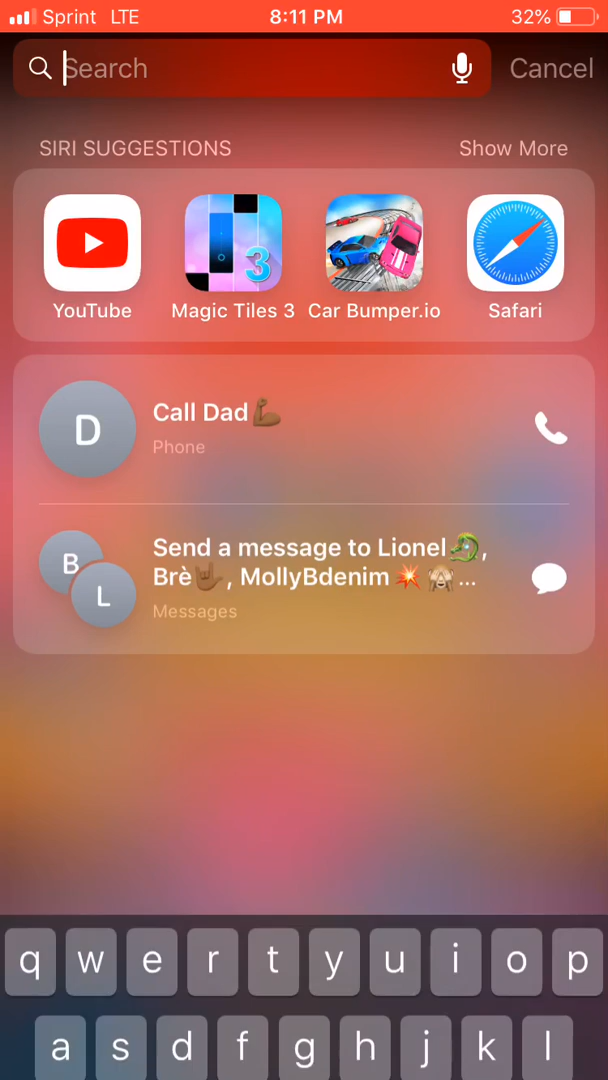 Sprint LTE 8:11 PM 32%
Search Cancel
SIRI SUGGESTIONS Show More
3
YouTube Magic Tiles 3 Car Bumper.io Safari
D
Call Dad💪🏾
Phone
B
L
Send a message to Lionel🐉,
Brè🤟🏾, MollyBdenim 💥🙈...
Messages
q w e r t y u i o p
a s d f g h j k l